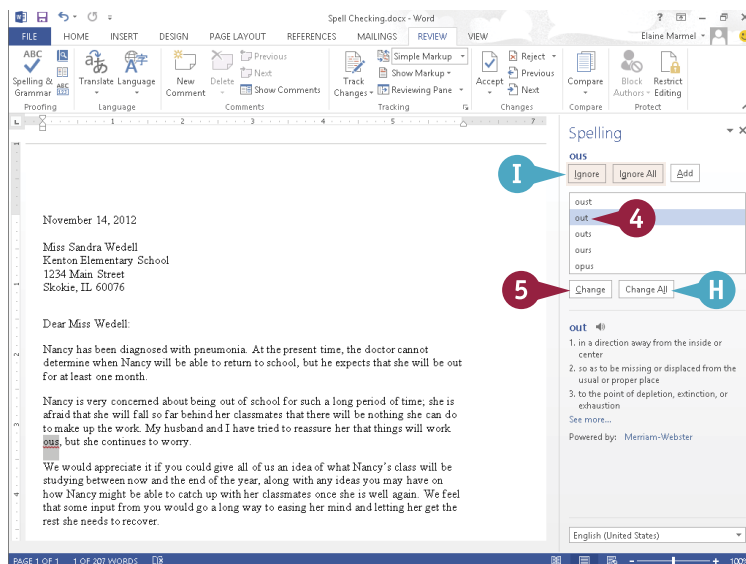 Spell Checking.docx - Word
FILE HOME INSERT DESIGN PAGE LAYOUT REFERENCES MAILINGS REVIEW VIEW Elaine Marmel
ABC Previous Simple Markup Reject
Next Show Markup Previous
Spelling & Grammar Translate Language New Comment Delete Show Comments Track Changes Reviewing Pane Accept Next Compare Block Authors Restrict Editing
ABC 123
Proofing Language Comments Tracking Changes Compare Protect
L 1 2 3 4 5 7
Spelling
ous
I
Ignore Ignore All Add
oust
out
4
outs
ours
opus
5
Change Change All
H
out
1. in a direction away from the inside or
center
2. so as to be missing or displaced from the
usual or proper place
3. to the point of depletion, extinction, or
exhaustion
See more...
Powered by: Merriam-Webster
English (United States)
November 14, 2012
Miss Sandra Wedell
Kenton Elementary School
1234 Main Street
Skokie, IL 60076
Dear Miss Wedell:
Nancy has been diagnosed with pneumonia. At the present time, the doctor cannot
determine when Nancy will be able to return to school, but he expects that she will be out
for at least one month.
Nancy is very concerned about being out of school for such a long period of time; she is
afraid that she will fall so far behind her classmates that there will be nothing she can do
to make up the work. My husband and I have tried to reassure her that things will work
ous, but she continues to worry.
We would appreciate it if you could give all of us an idea of what Nancy's class will be
studying between now and the end of the year, along with any ideas you may have on
how Nancy might be able to catch up with her classmates once she is well again. We feel
that some input from you would go a long way to easing her mind and letting her get the
rest she needs to recover.
PAGE 1 OF 1 1 OF 207 WORDS 100%